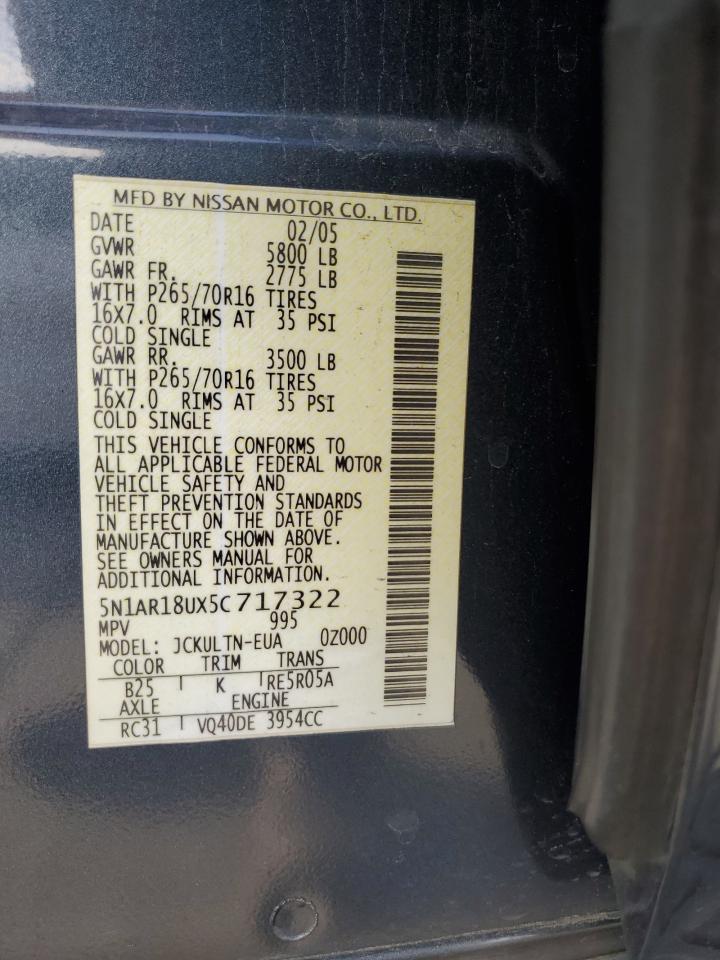 MFD BY NISSAN MOTOR CO., LTD.
DATE 02/05
GVWR 5800 LB
GAWR FR. 2775 LB
WITH P265/70R16 TIRES
16X7.0 RIMS AT 35 PSI
COLD SINGLE
GAWR RR. 3500 LB
WITH P265/70R16 TIRES
16X7.0 RIMS AT 35 PSI
COLD SINGLE
THIS VEHICLE CONFORMS TO
ALL APPLICABLE FEDERAL MOTOR
VEHICLE SAFETY AND
THEFT PREVENTION STANDARDS
IN EFFECT ON THE DATE OF
MANUFACTURE SHOWN ABOVE.
SEE OWNERS MANUAL FOR
ADDITIONAL INFORMATION.
5N1AR18UX5C717322
MPV 995
MODEL: JCKULTN-EUA 0Z000
COLOR TRIM TRANS
B25 K RE5R05A
AXLE ENGINE
RC31 VQ40DE 3954CC